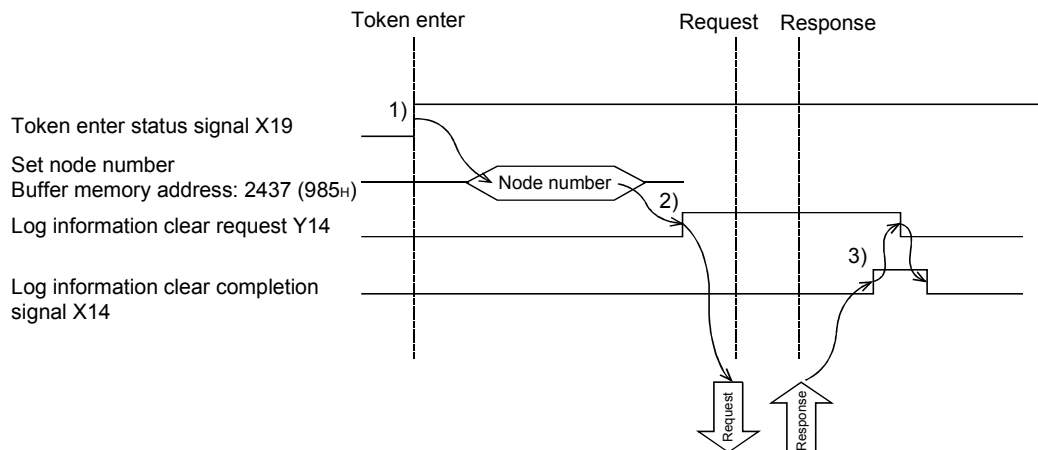 Token enter
Request
Response
1)
Token enter status signal X19
Set node number
Buffer memory address: 2437 (985H)
Node number
2)
Log information clear request Y14
3)
Log information clear completion
signal X14
Request
Response